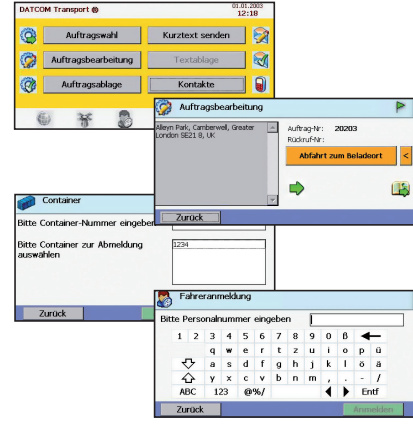 DATCOM Transport
01.01.2003
12:18
Auftragswahl
Kurztext senden
Auftragsbearbeitung
Textablage
Auftragsablage
Kontakte
Auftragsbearbeitung
Alleyn Park, Camberwell, Greater
London SE21 8, UK
Auftrag-Nr: 20203
Rückruf-Nr:
Abfahrt zum Beladeort
<
Zurück
Container
Bitte Container-Nummer eingeben
Bitte Container zur Abmeldung
auswählen
1234
Zurück
Fahreranmeldung
Bitte Personalnummer eingeben
1 2 3 4 5 6 7 8 9 0 ß
q w e r t z u i o p ü
a s d f g h j k l ö ä
y x c v b n m , . - /
ABC 123 @%/ Entf
Zurück
Anmelden